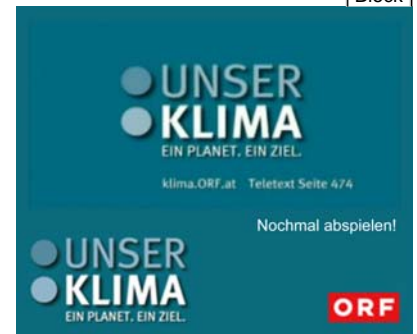 Block
UNSER
KLIMA
EIN PLANET. EIN ZIEL.
klima.ORF.at Teletext Seite 474
Nochmal abspielen!
UNSER
KLIMA
EIN PLANET. EIN ZIEL.
ORF